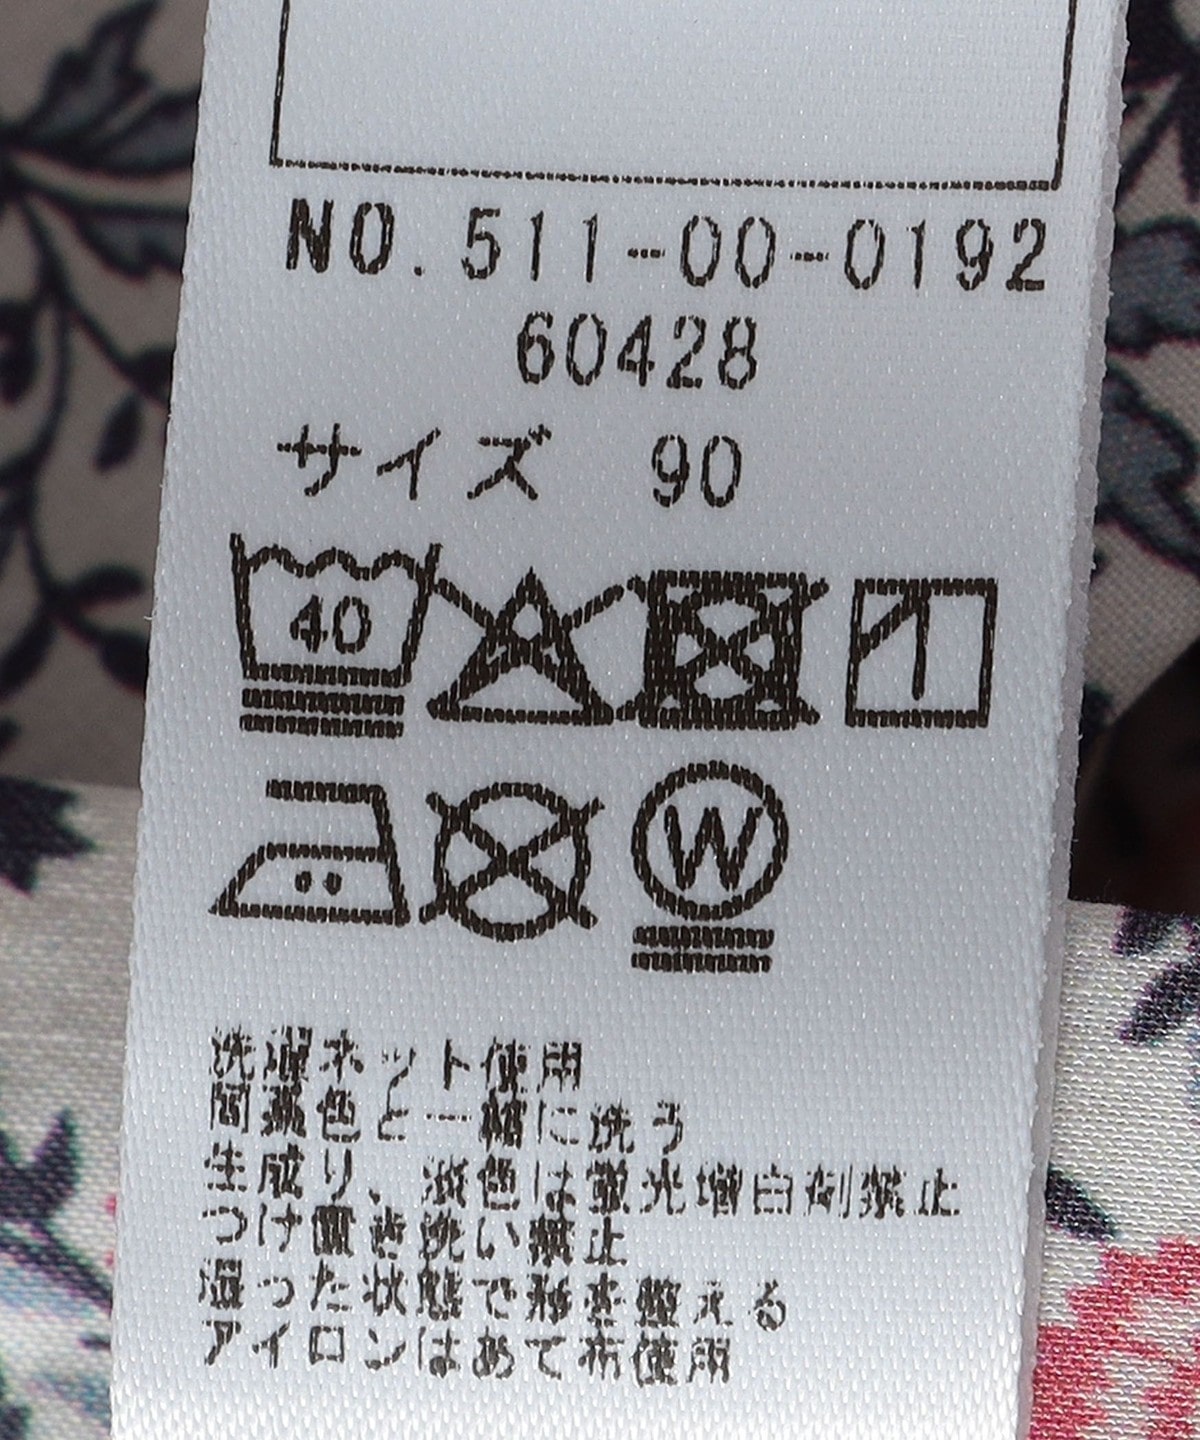 NO.511-00-0192
60428
サイズ 90
40
W
洗濯ネット使用
同系色と一緒に洗う
生成り、淡色は蛍光増白剤禁止
つけ置き洗い禁止
湿った状態で形を整える
アイロンはあて布使用